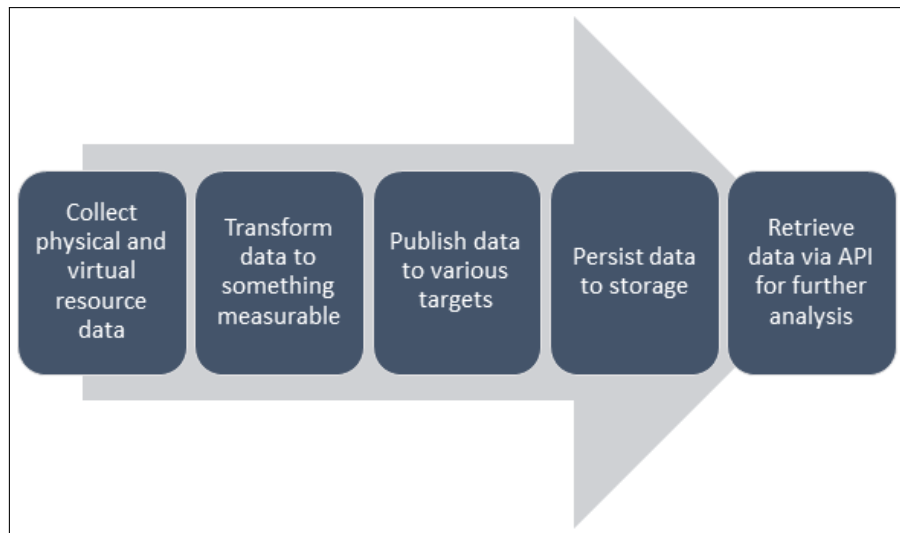 Collect
physical and
virtual
resource
data
Transform
data to
something
measurable
Publish data
to various
targets
Persist data
to storage
Retrieve
data via API
for further
analysis